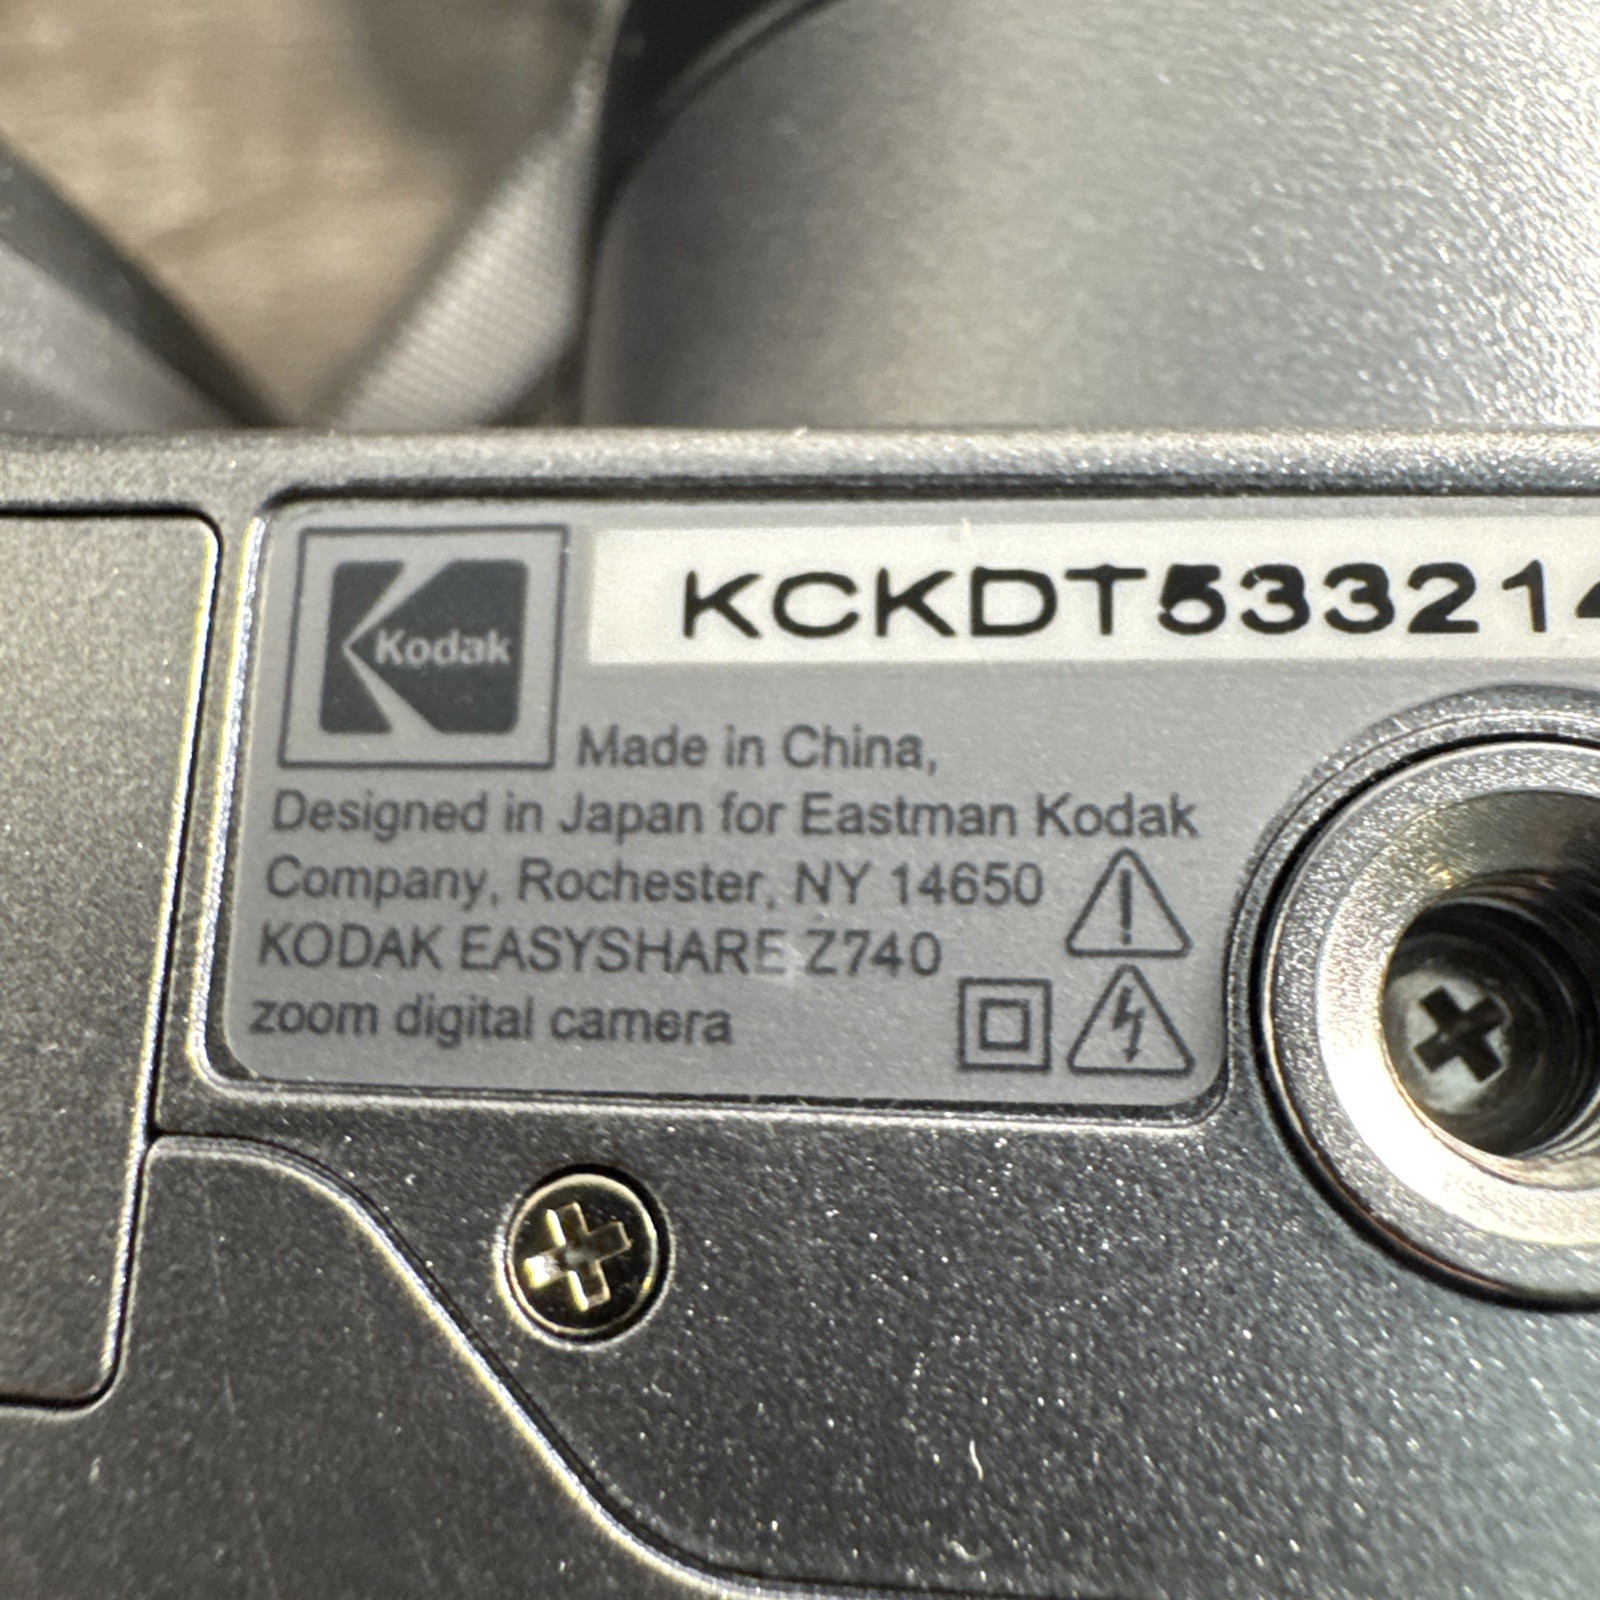 Kodak
KCKDT533214
Made in China,
Designed in Japan for Eastman Kodak
Company, Rochester, NY 14650
KODAK EASYSHARE Z740
zoom digital camera